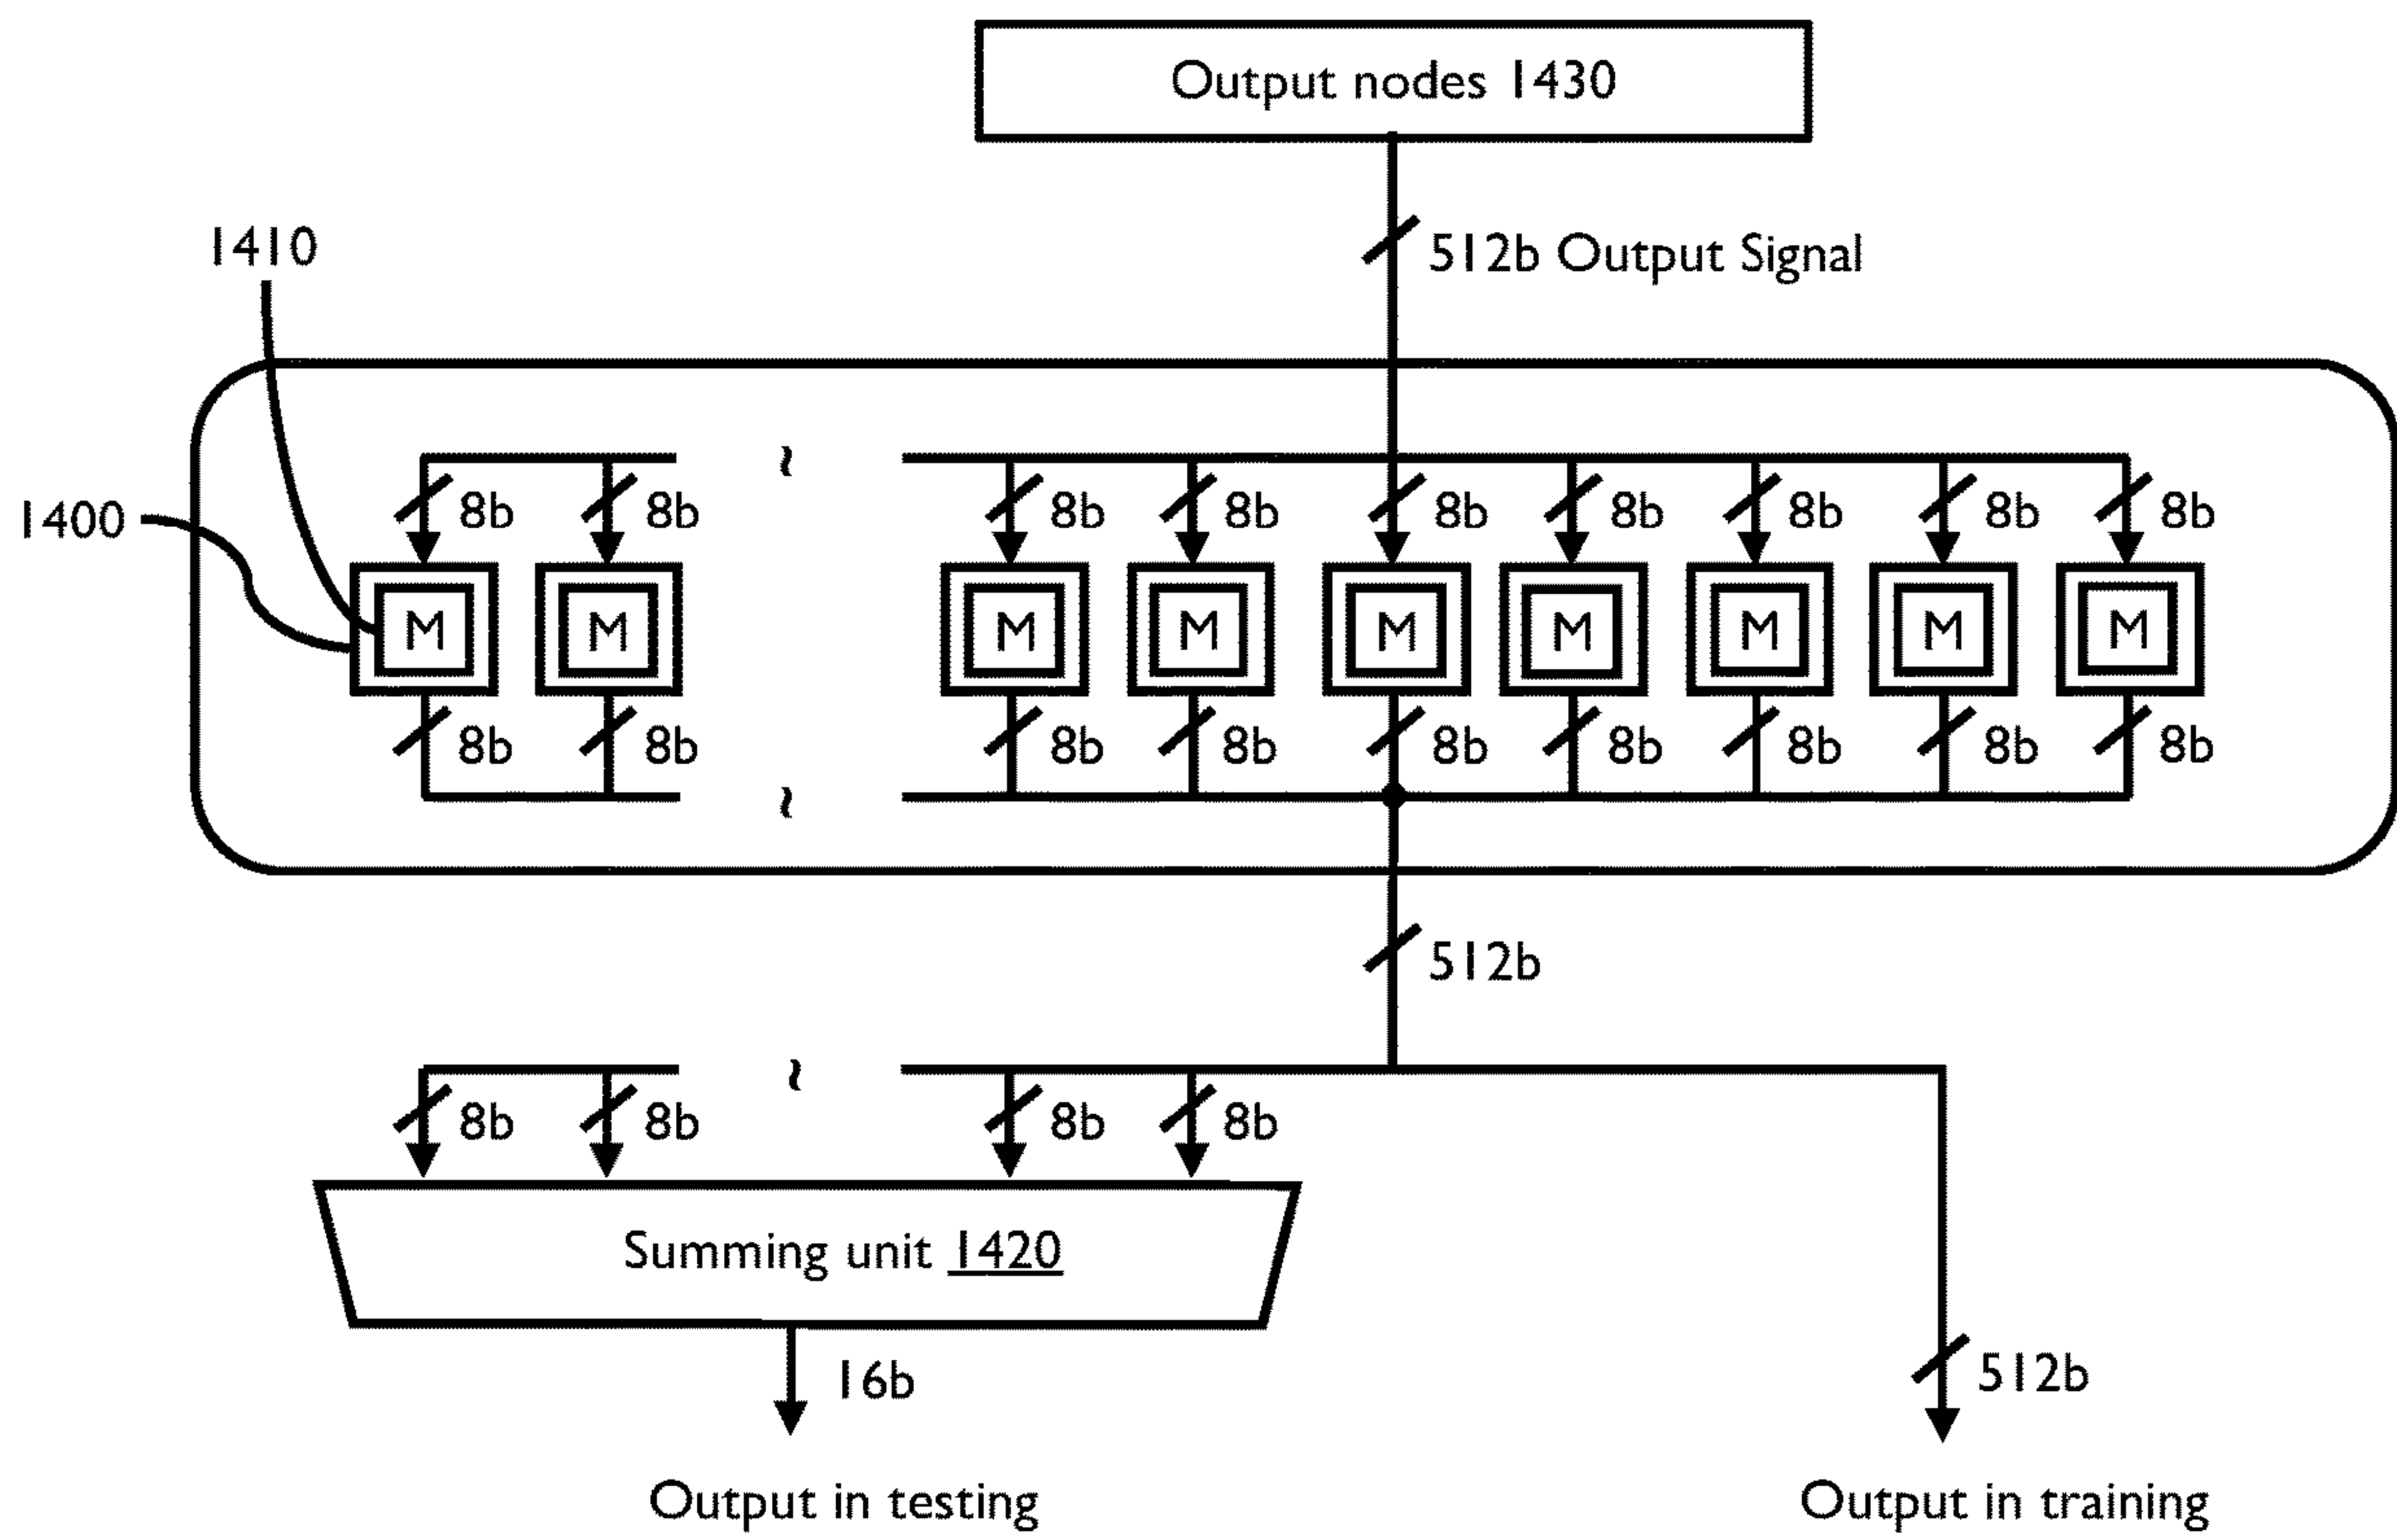 Output nodes 1430
512b Output Signal
1410
1400
8b 8b ~ 8b 8b 8b 8b 8b 8b 8b
M M M M M M M M M
8b 8b ~ 8b 8b 8b 8b 8b 8b 8b
512b
~
8b 8b 8b 8b
Summing unit 1420
16b
512b
Output in testing
Output in training